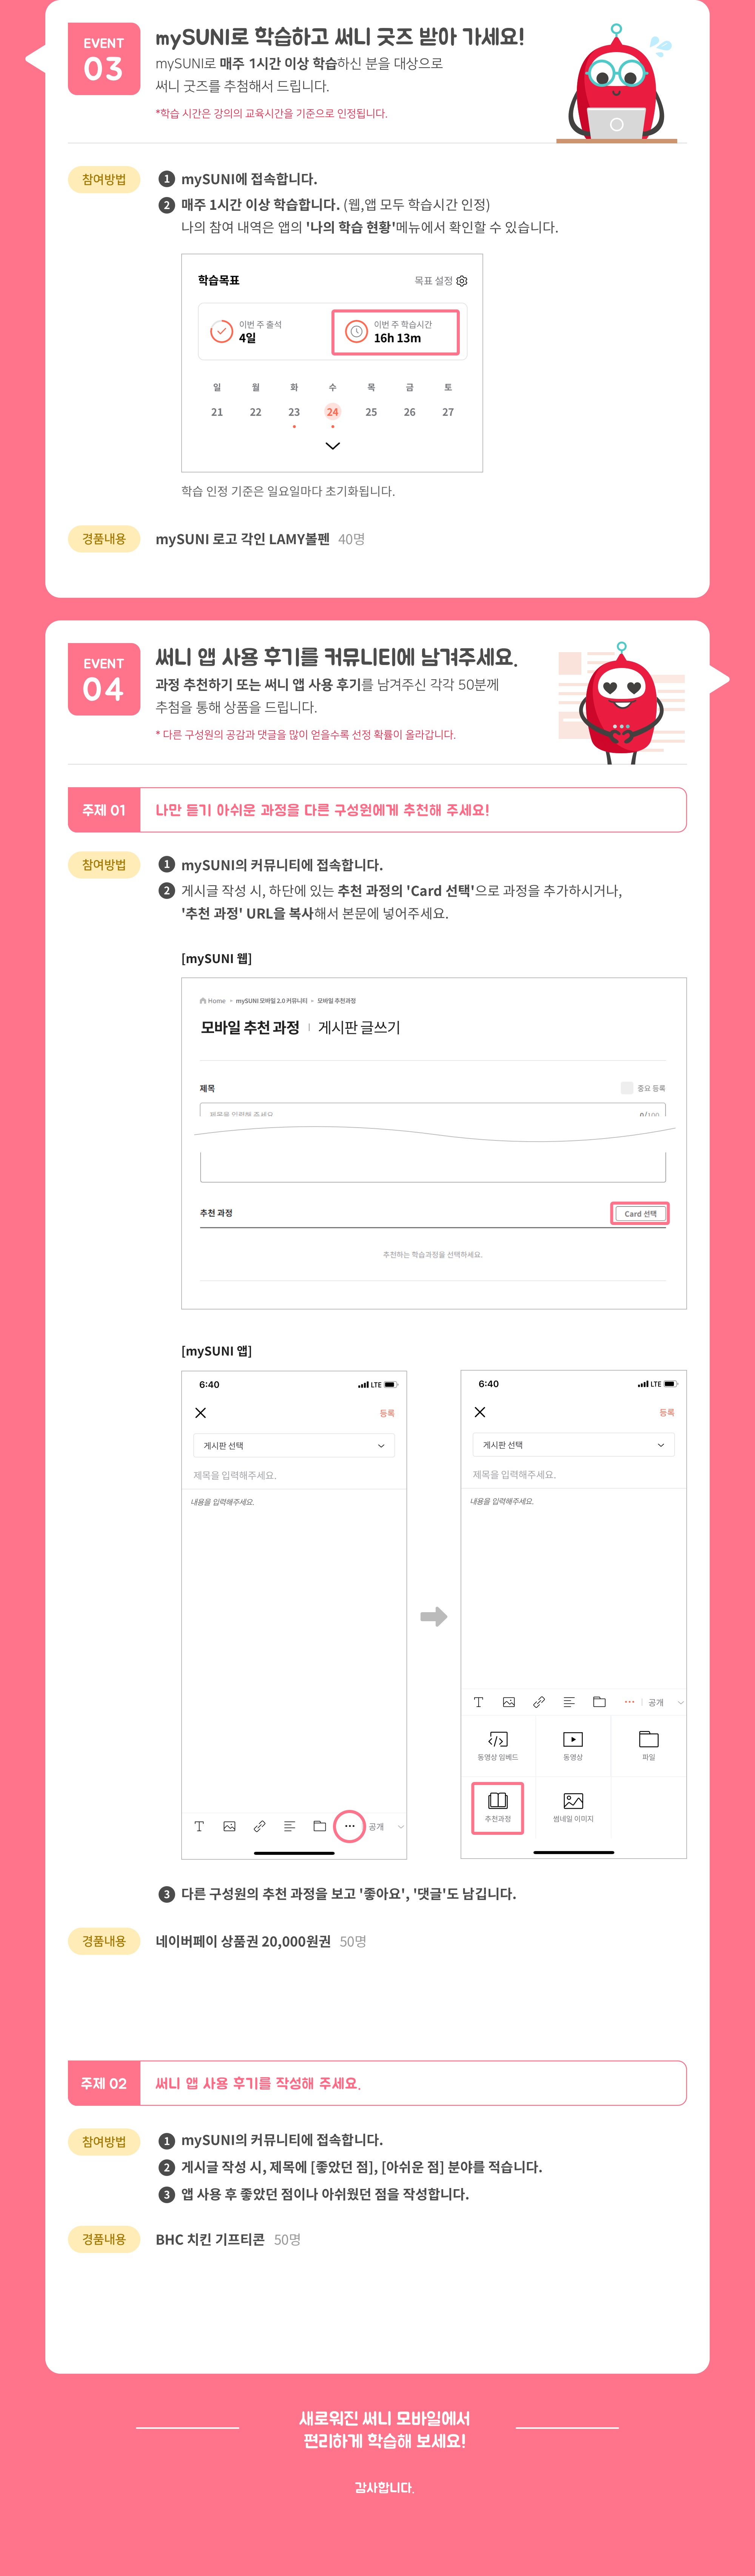 EVENT
03
mySUNI로 학습하고 써니 굿즈 받아 가세요!
mySUNI로 매주 1시간 이상 학습하신 분을 대상으로
써니 굿즈를 추첨해서 드립니다.
*학습 시간은 강의의 교육시간을 기준으로 인정됩니다.
참여방법
1 mySUNI에 접속합니다.
2 매주 1시간 이상 학습합니다. (웹,앱 모두 학습시간 인정)
나의 참여 내역은 앱의 '나의 학습 현황'메뉴에서 확인할 수 있습니다.
학습목표 목표 설정
이번 주 출석 이번 주 학습시간
4일 16h 13m
일 월 화 수 목 금 토
21 22 23 24 25 26 27
학습 인정 기준은 일요일마다 초기화됩니다.
경품내용 mySUNI 로고 각인 LAMY볼펜 40명
EVENT
04
써니 앱 사용 후기를 커뮤니티에 남겨주세요.
과정 추천하기 또는 써니 앱 사용 후기를 남겨주신 각각 50분께
추첨을 통해 상품을 드립니다.
* 다른 구성원의 공감과 댓글을 많이 얻을수록 선정 확률이 올라갑니다.
주제 01 나만 듣기 아쉬운 과정을 다른 구성원에게 추천해 주세요!
참여방법
1 mySUNI의 커뮤니티에 접속합니다.
2 게시글 작성 시, 하단에 있는 추천 과정의 'Card 선택'으로 과정을 추가하시거나,
'추천 과정' URL을 복사해서 본문에 넣어주세요.
[mySUNI 웹]
Home > mySUNI 모바일 2.0 커뮤니티 > 모바일 추천과정
모바일 추천 과정 | 게시판 글쓰기
제목 중요 등록
제목을 입력해 주세요. 0/100
추천 과정 Card 선택
추천하는 학습과정을 선택하세요.
[mySUNI 앱]
6:40 LTE
등록
게시판 선택
제목을 입력해주세요.
내용을 입력해주세요.
T ··· 공개
6:40 LTE
등록
게시판 선택
제목을 입력해주세요.
내용을 입력해주세요.
T ··· | 공개
동영상 임베드 동영상 파일
추천과정 썸네일 이미지
3 다른 구성원의 추천 과정을 보고 '좋아요', '댓글'도 남깁니다.
경품내용 네이버페이 상품권 20,000원권 50명
주제 02 써니 앱 사용 후기를 작성해 주세요.
참여방법
1 mySUNI의 커뮤니티에 접속합니다.
2 게시글 작성 시, 제목에 [좋았던 점], [아쉬운 점] 분야를 적습니다.
3 앱 사용 후 좋았던 점이나 아쉬웠던 점을 작성합니다.
경품내용 BHC 치킨 기프티콘 50명
새로워진 써니 모바일에서
편리하게 학습해 보세요!
감사합니다.